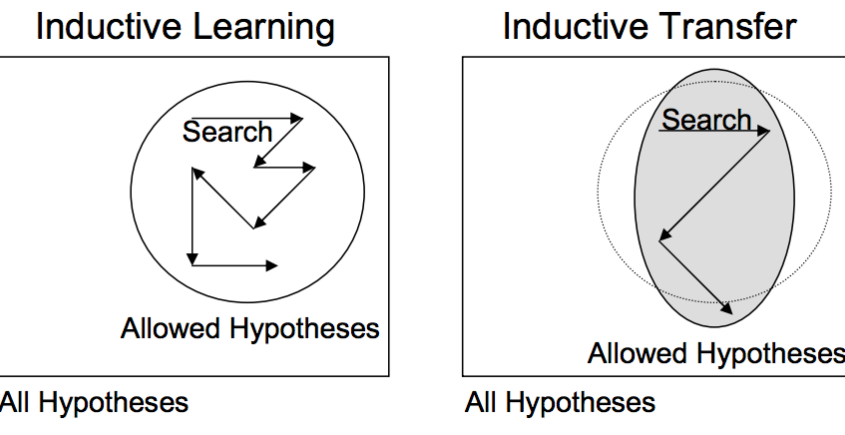 Inductive Learning
Search
Allowed Hypotheses
All Hypotheses
Inductive Transfer
Search
Allowed Hypotheses
All Hypotheses